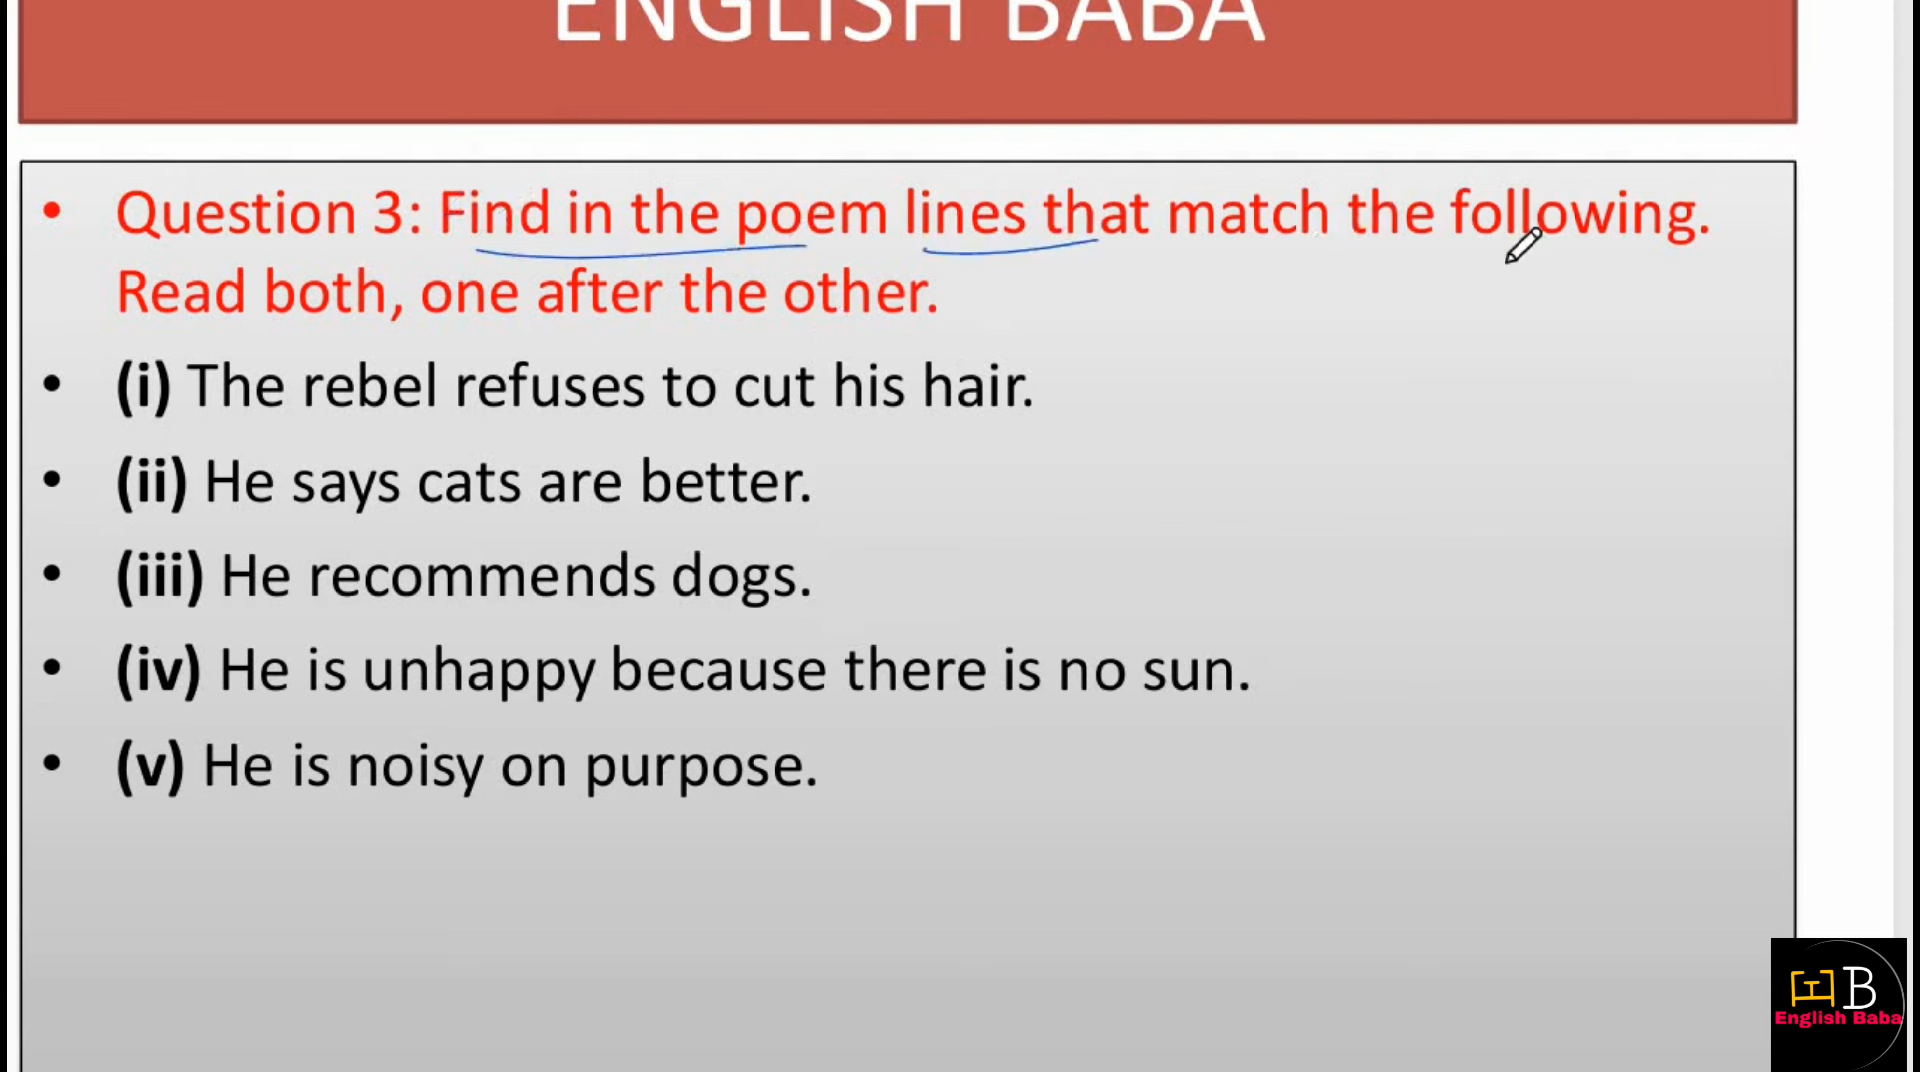 ENGLISH BABA
• Question 3: Find in the poem lines that match the following.
Read both, one after the other.
• (i) The rebel refuses to cut his hair.
• (ii) He says cats are better.
• (iii) He recommends dogs.
• (iv) He is unhappy because there is no sun.
• (v) He is noisy on purpose.
EB
English Baba